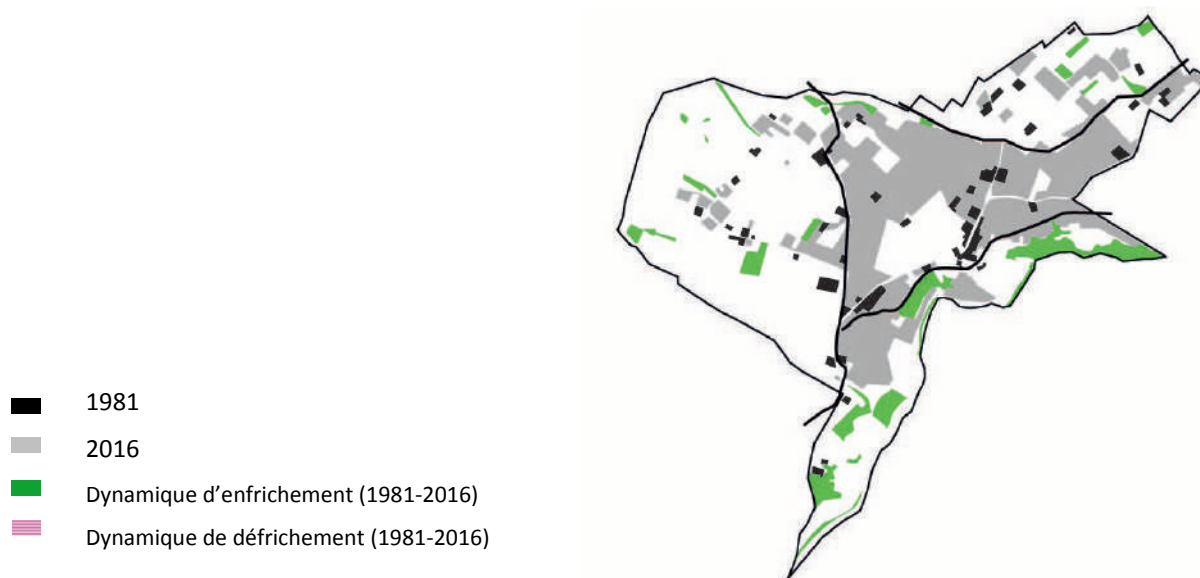 1981
2016
Dynamique d’enfrichement (1981-2016)
Dynamique de défrichement (1981-2016)